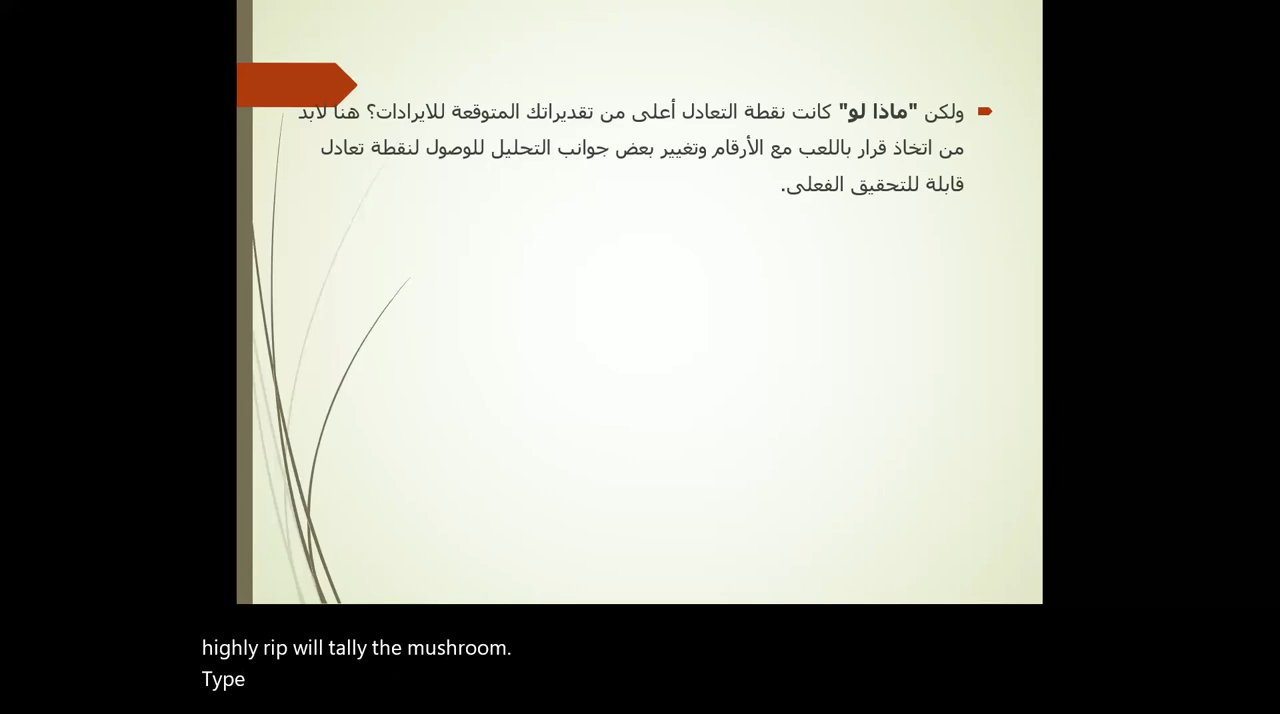 ولكن "ماذا لو" كانت نقطة التعادل أعلى من تقديراتك المتوقعة للايرادات؟ هنا لابد
من اتخاذ قرار باللعب مع الأرقام وتغيير بعض جوانب التحليل للوصول لنقطة تعادل
قابلة للتحقيق الفعلى.
highly rip will tally the mushroom.
Type